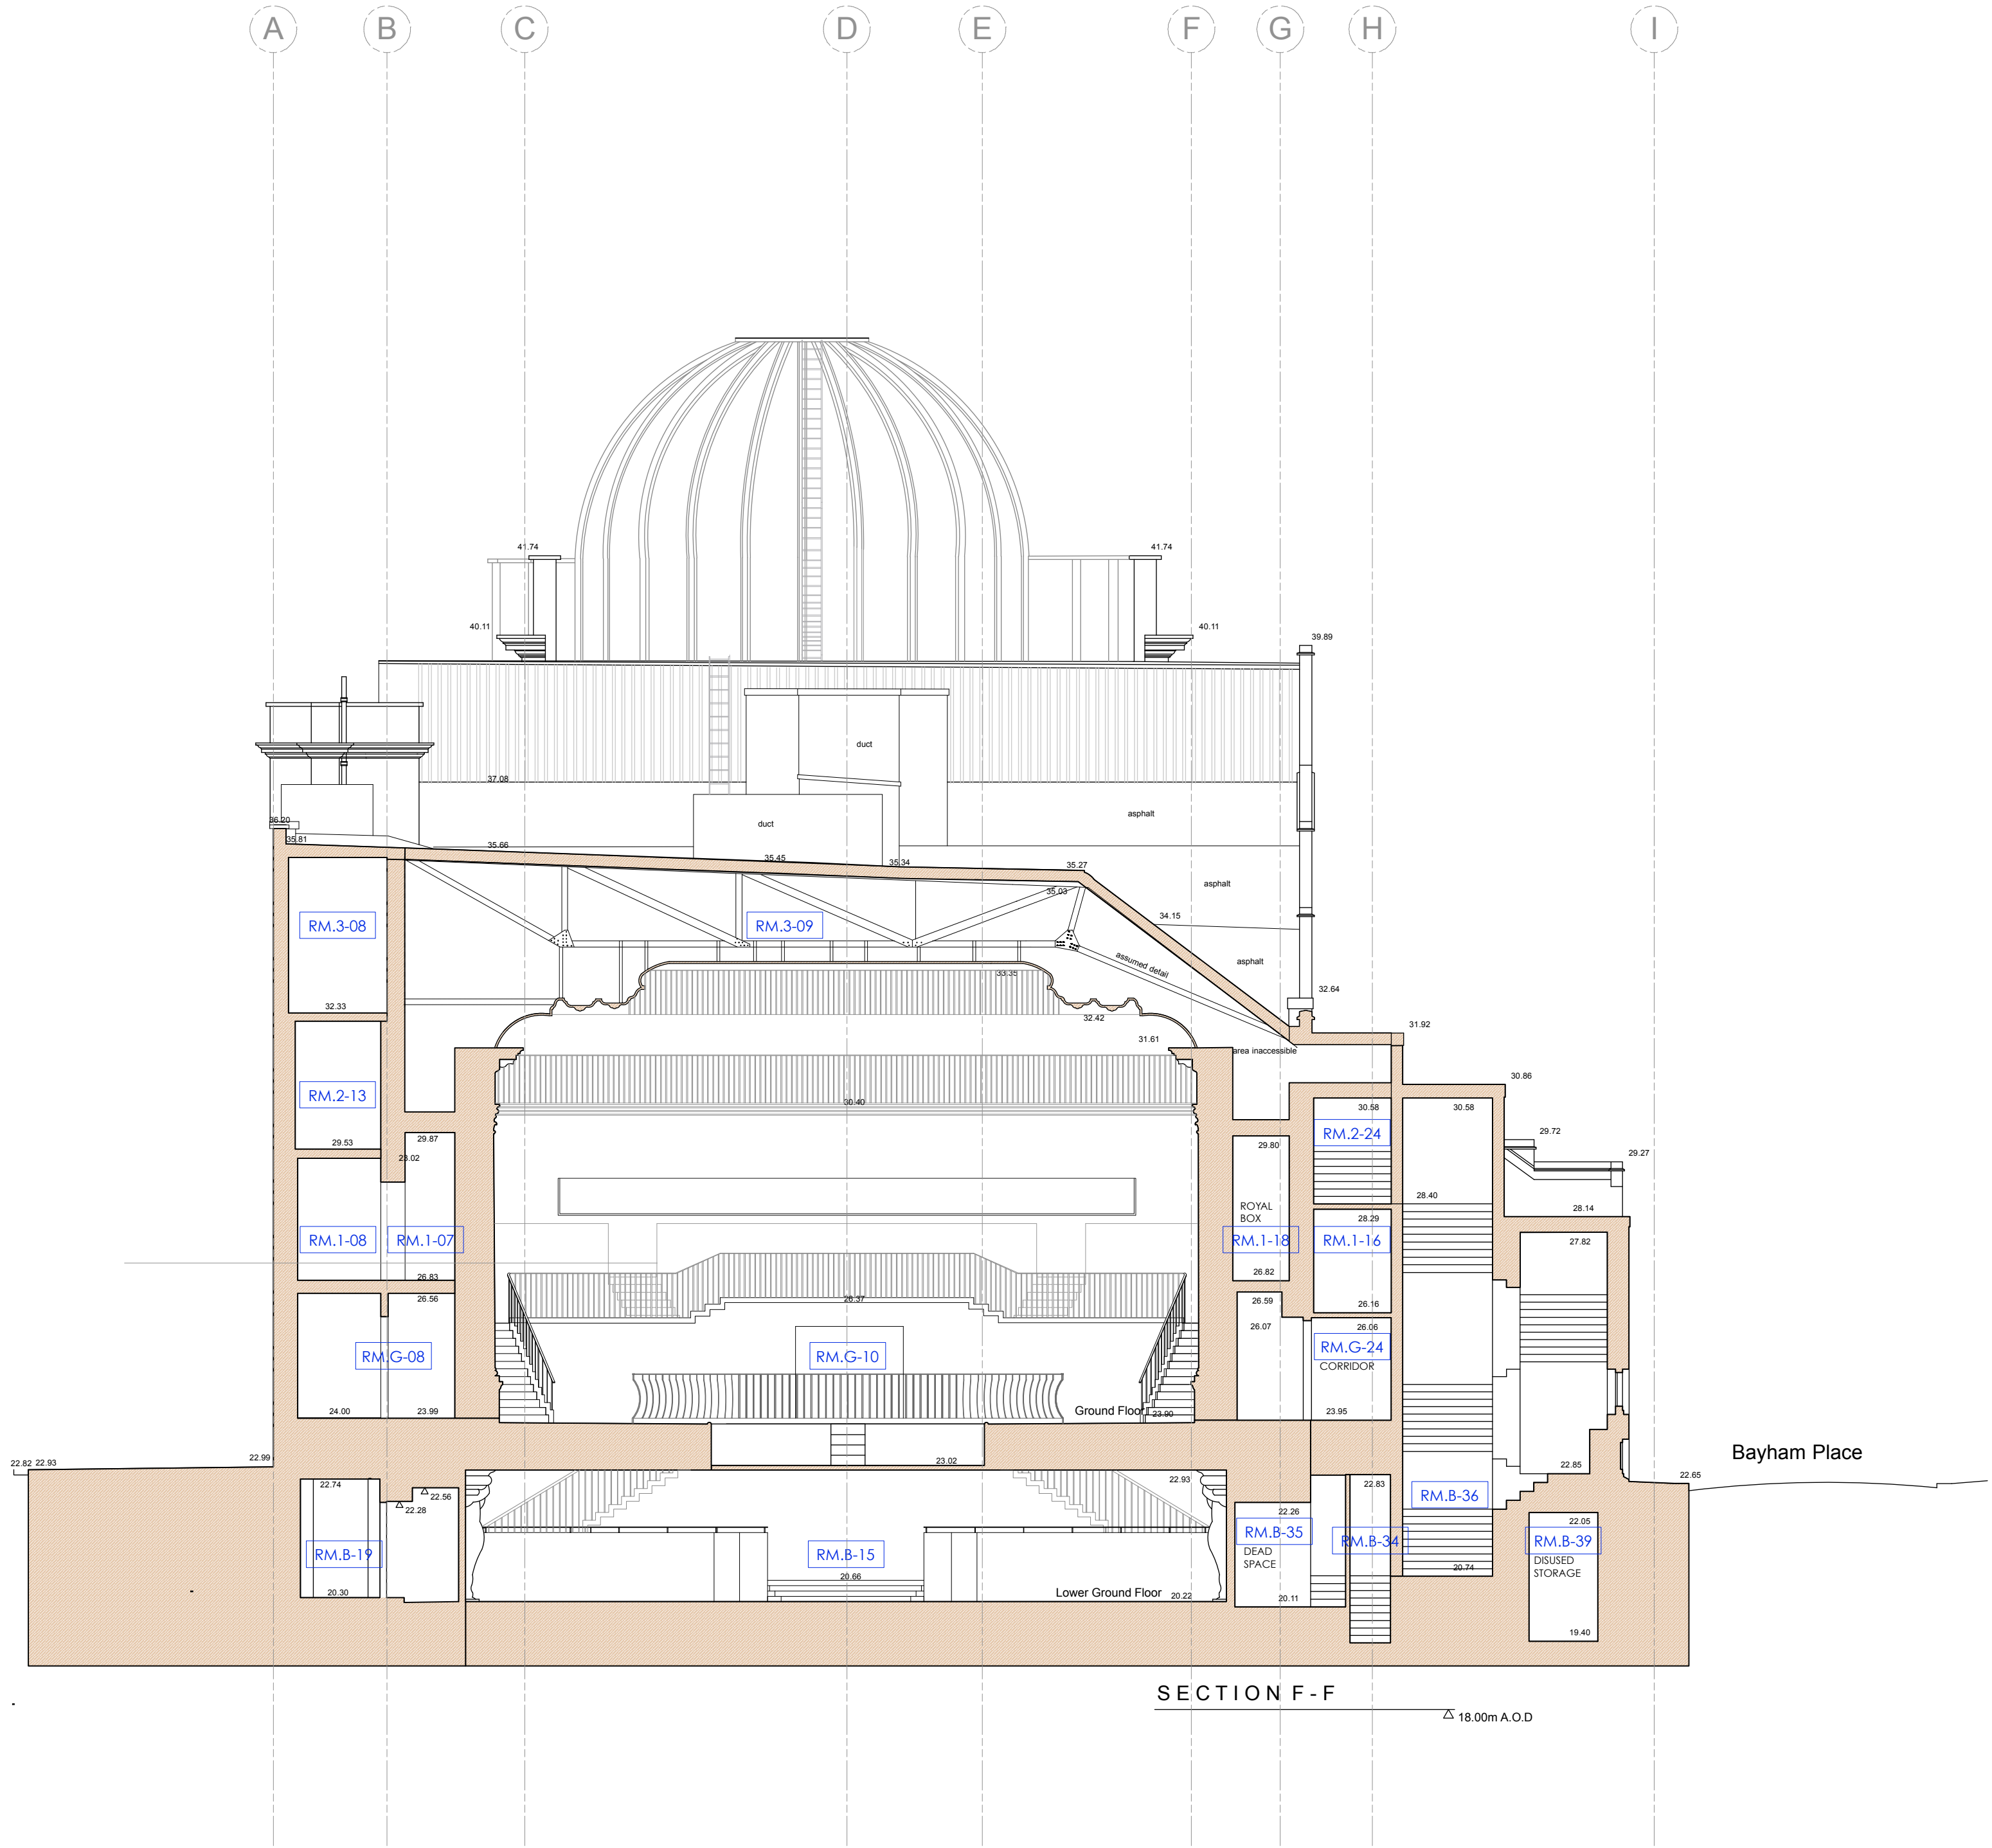 A B C D E F G H I
41.74 41.74
40.11 40.11
39.89
duct
37.08
duct
asphalt
36.20
35.81
35.66
35.45
35.34
35.27
35.03
asphalt
34.15
RM.3-08
RM.3-09
assumed detail
asphalt
33.35
32.64
32.33
32.42
31.92
31.61
area inaccessible
30.86
RM.2-13
30.40
30.58
30.58
29.72
RM.2-24
29.53
29.87
29.80
29.27
23.02
28.40
28.14
ROYAL
BOX
28.29
RM.1-08
RM.1-07
RM.1-18
RM.1-16
27.82
26.83
26.82
26.56
26.37
26.59
26.16
26.07
26.06
RM.G-08
RM.G-10
RM.G-24
CORRIDOR
24.00
23.99
Ground Floor
23.90
23.95
Bayham Place
22.82 22.93
22.99
23.02
22.85
22.65
22.74
22.93
22.83
22.56
22.28
RM.B-36
22.26
22.05
RM.B-35
RM.B-34
RM.B-39
RM.B-19
RM.B-15
DEAD
SPACE
DISUSED
STORAGE
20.66
20.74
20.30
Lower Ground Floor
20.22
20.11
19.40
SECTION F-F
18.00m A.O.D